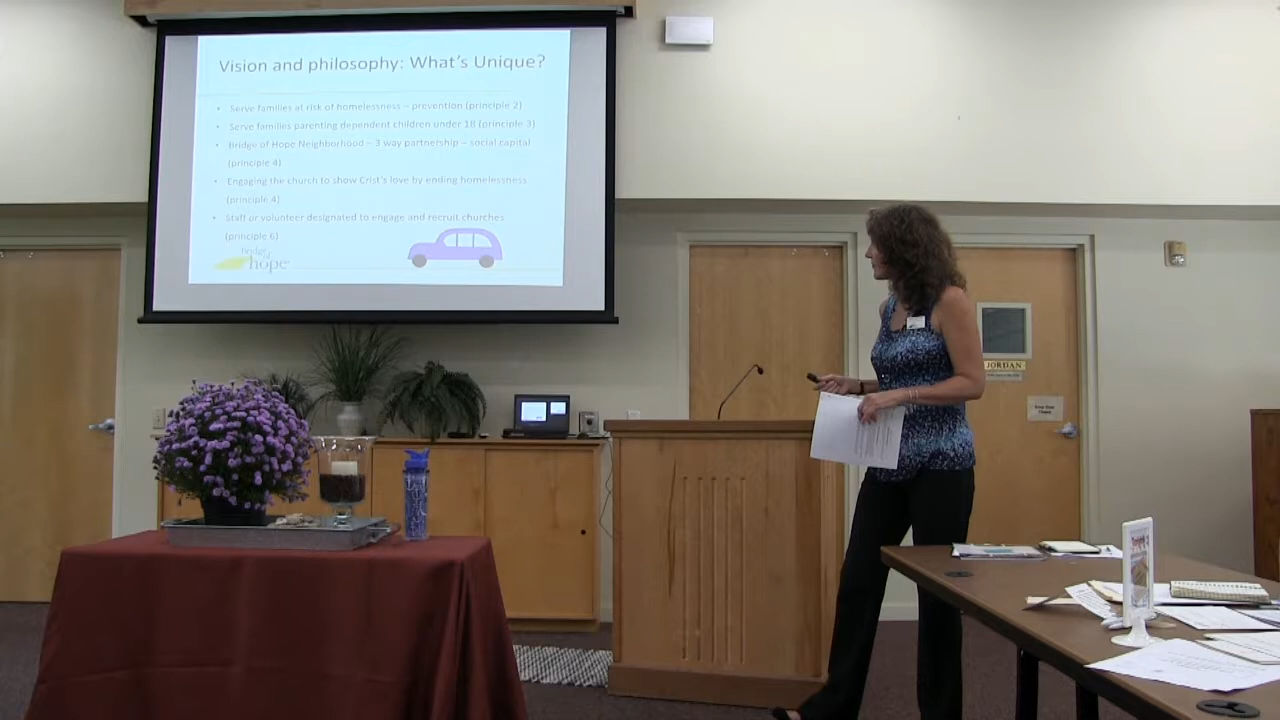 Vision and philosophy: What's Unique?
• Serve families at risk of homelessness – prevention (principle 2)
• Serve families parenting dependent children under 18 (principle 3)
• Bridge of Hope Neighborhood – 3 way partnership – social capital
(principle 4)
• Engaging the church to show Crist's love by ending homelessness
(principle 4)
• Staff or volunteer designated to engage and recruit churches
(principle 6)
bridge of
hope
JORDAN